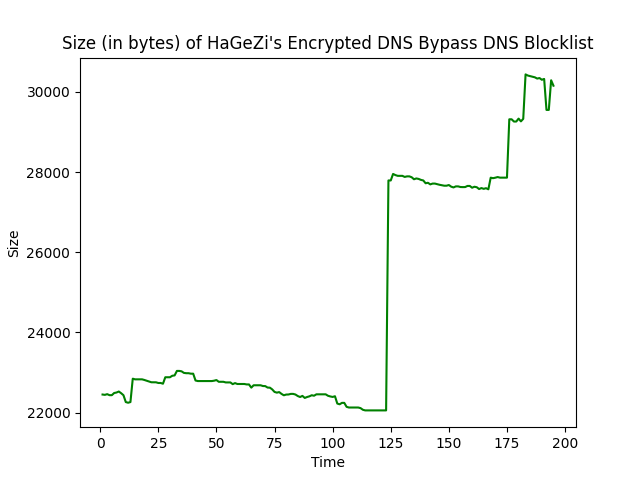 Size (in bytes) of HaGeZi's Encrypted DNS Bypass DNS Blocklist
30000
28000
26000
24000
22000
Size
0 25 50 75 100 125 150 175 200
Time